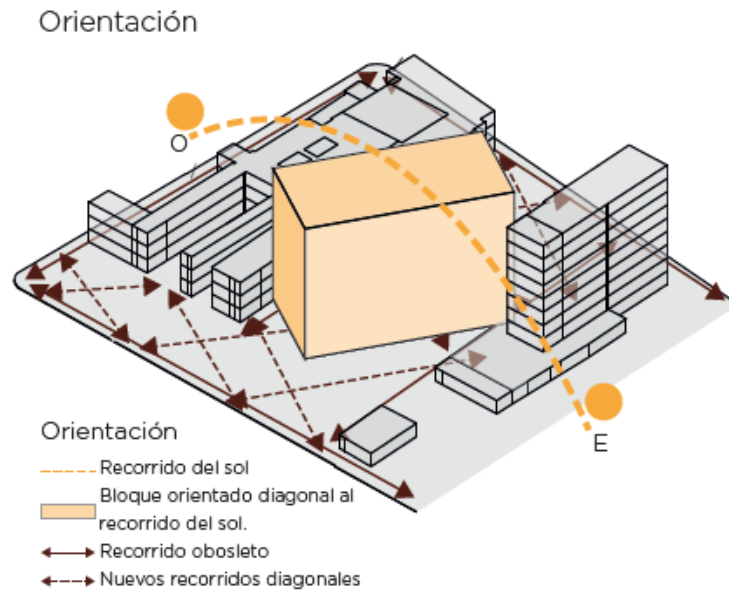 Orientación
O
E
Orientación
Recorrido del sol
Bloque orientado diagonal al
recorrido del sol.
Recorrido obosleto
Nuevos recorridos diagonales